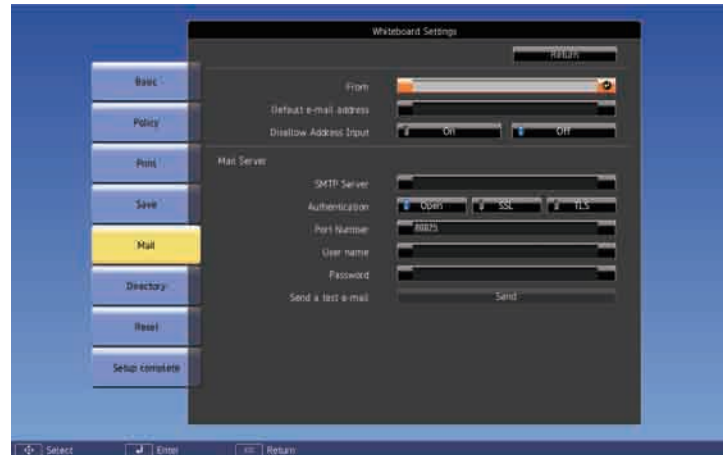 Whiteboard Settings
Return
Basic
Policy
Print
Save
Mail
Directory
Reset
Setup complete
From
Default e-mail address
Disallow Address Input
On
Off
Mail Server
SMTP Server
Authentication
Open
SSL
TLS
Port Number
User name
Password
Send a test e-mail
Send
Select
Enter
Return